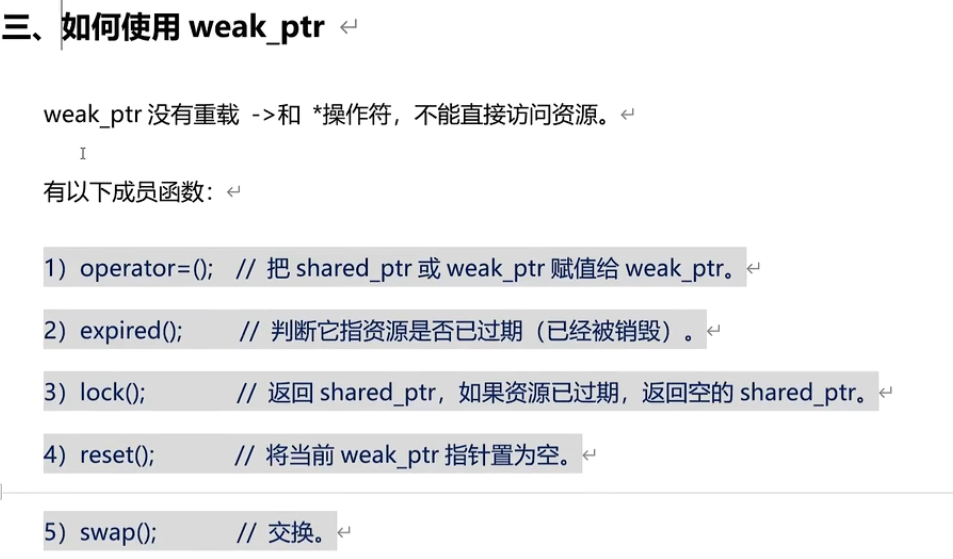 三、如何使用 weak_ptr
weak_ptr 没有重载 ->和 *操作符，不能直接访问资源。
有以下成员函数：
1）operator=(); // 把 shared_ptr 或 weak_ptr 赋值给 weak_ptr。
2）expired(); // 判断它指资源是否已过期（已经被销毁）。
3）lock(); // 返回 shared_ptr，如果资源已过期，返回空的 shared_ptr。
4）reset(); // 将当前 weak_ptr 指针置为空。
5）swap(); // 交换。